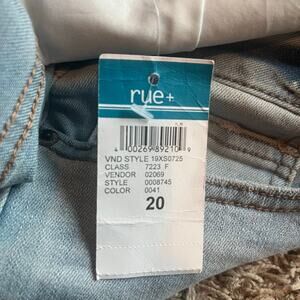 rue+
4 00269 89210 9
VND STYLE 19XS0725
CLASS 7223 F
VENDOR 02069
STYLE 0008745
COLOR 0041
20